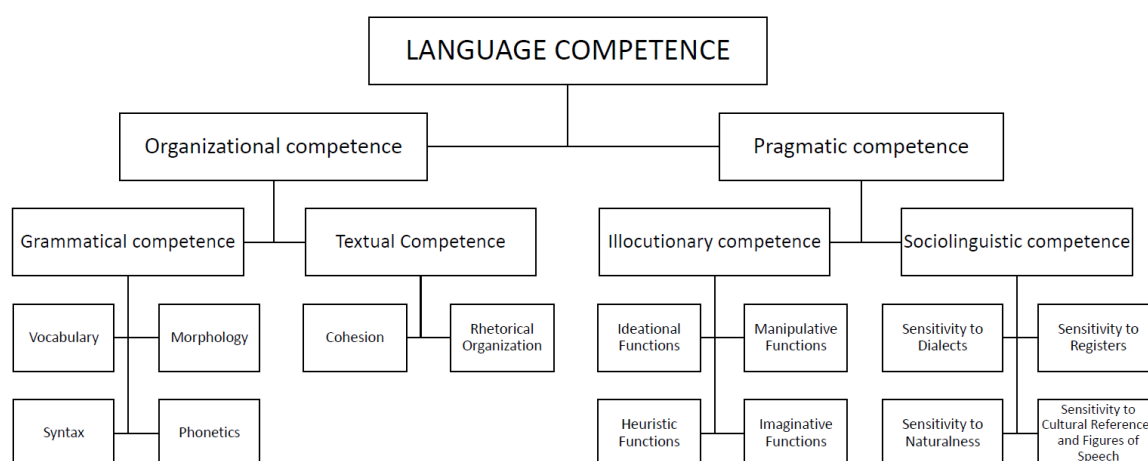 LANGUAGE COMPETENCE
Organizational competence
Pragmatic competence
Grammatical competence
Textual Competence
Illocutionary competence
Sociolinguistic competence
Vocabulary
Morphology
Cohesion
Rhetorical
Organization
Ideational
Functions
Manipulative
Functions
Sensitivity to
Dialects
Sensitivity to
Registers
Syntax
Phonetics
Heuristic
Functions
Imaginative
Functions
Sensitivity to
Naturalness
Sensitivity to
Cultural Reference
and Figures of
Speech